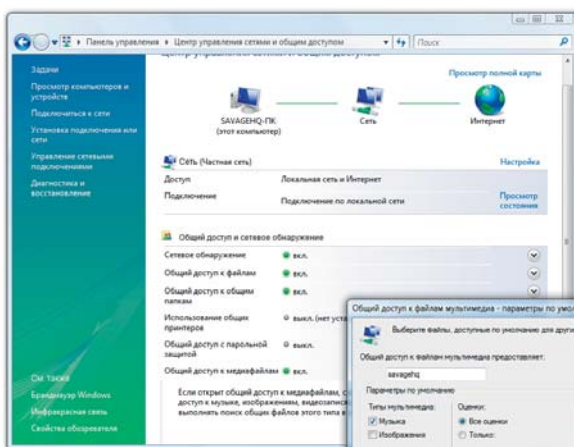 Панель управления ▸ Центр управления сетями и общим доступом
Поиск
Задачи
Просмотр компьютеров и
устройств
Подключиться к сети
Установка подключения или
сети
Управление сетевыми
подключениями
Диагностика и
восстановление
См. также
Брандмауэр Windows
Инфракрасная связь
Свойства обозревателя
Просмотр полной карты
SAVAGEHQ-ПК
(этот компьютер)
Сеть
Интернет
Сеть (Частная сеть)
Настройка
Доступ
Локальная сеть и Интернет
Подключение
Подключение по локальной сети
Просмотр
состояния
Общий доступ и сетевое обнаружение
Сетевое обнаружение
вкл.
Общий доступ к файлам
вкл.
Общий доступ к общим
папкам
вкл.
Использование общих
принтеров
выкл. (нет уста
Общий доступ с парольной
защитой
выкл.
Общий доступ к медиафайлам
вкл.
Если открыт общий доступ к медиафайлам,
доступ к музыке, изображениям, видеозапис
выполнять поиск общих файлов этого типа в
Общий доступ к файлам мультимедиа - параметры по умол
Выберите файлы, доступные по умолчанию для други
Общий доступ к файлам мультимедиа предоставляет:
savagehq
Параметры по умолчанию
Типы мультимедиа:
Оценки:
Музыка
Все оценки
Изображения
Только: